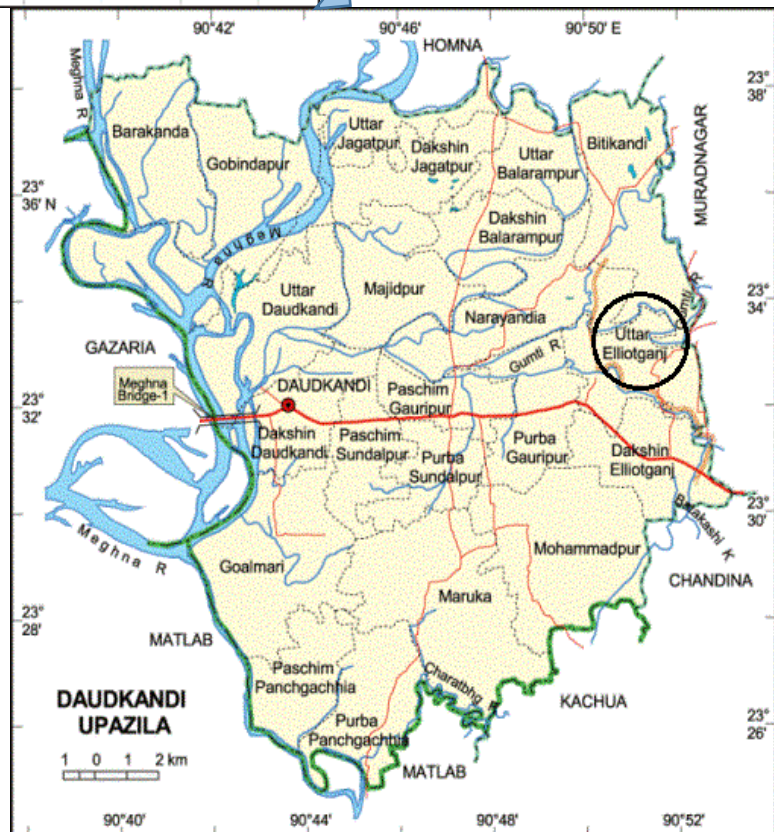 90°42'
90°46'
90°50' E
HOMNA
23°
38'
Meghna R
Barakanda
Gobindapur
Uttar
Jagatpur
Dakshin
Jagatpur
Uttar
Balarampur
Bitikandi
MURADNAGAR
23°
36' N
Meghna R
Dakshin
Balarampur
Uttar
Daudkandi
Majidpur
Narayandia
23°
34'
Gumti R
Uttar
Elliotganj
GAZARIA
Meghna
Bridge-1
DAUDKANDI
Paschim
Gauripur
Gumti R
23°
32'
Dakshin
Daudkandi
Paschim
Sundalpur
Purba
Sundalpur
Purba
Gauripur
Dakshin
Elliotganj
23°
30'
Meghna R
Goalmari
Mohammadpur
CHANDINA
23°
28'
MATLAB
Maruka
Paschim
Panchgachhia
KACHUA
DAUDKANDI
UPAZILA
Purba
Panchgachhia
23°
26'
1 0 1 2 km
MATLAB
90°40'
90°44'
90°48'
90°52'